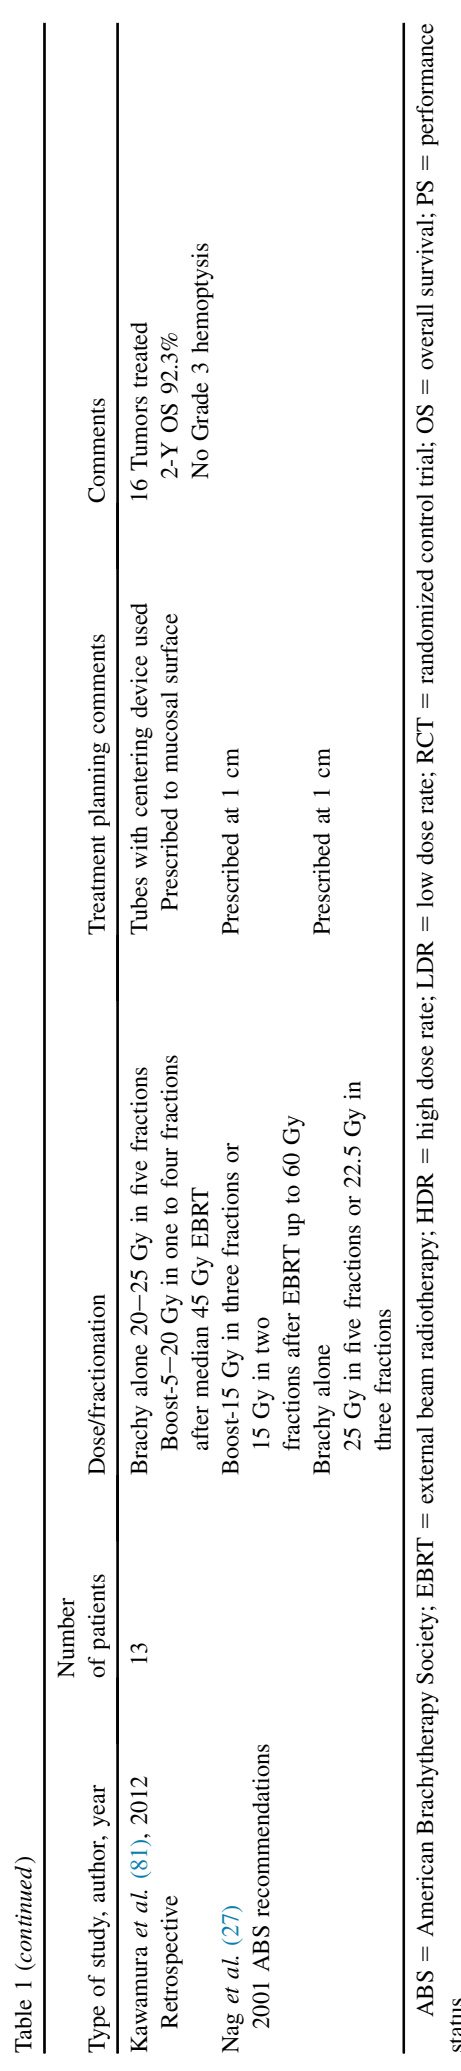 Table 1 (continued)
Number
Type of study, author, year of patients Dose/fractionation Treatment planning comments Comments
Kawamura et al. (81), 2012 13 Brachy alone 20−25 Gy in five fractions Tubes with centering device used 16 Tumors treated
Retrospective Boost-5−20 Gy in one to four fractions Prescribed to mucosal surface 2-Y OS 92.3%
after median 45 Gy EBRT No Grade 3 hemoptysis
Nag et al. (27) Boost-15 Gy in three fractions or Prescribed at 1 cm
2001 ABS recommendations 15 Gy in two
fractions after EBRT up to 60 Gy
Brachy alone Prescribed at 1 cm
25 Gy in five fractions or 22.5 Gy in
three fractions
ABS = American Brachytherapy Society; EBRT = external beam radiotherapy; HDR = high dose rate; LDR = low dose rate; RCT = randomized control trial; OS = overall survival; PS = performance
status